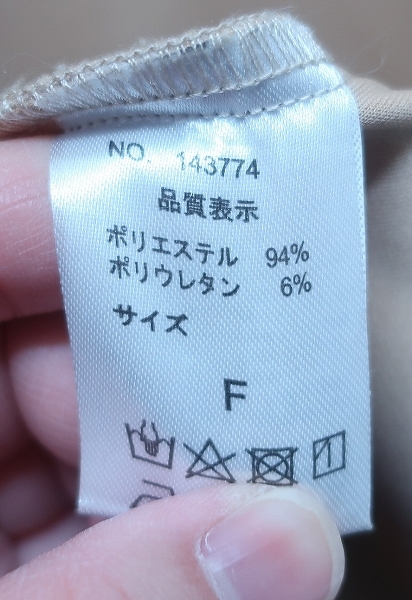 NO. 143774
品質表示
ポリエステル 94%
ポリウレタン 6%
サイズ
F